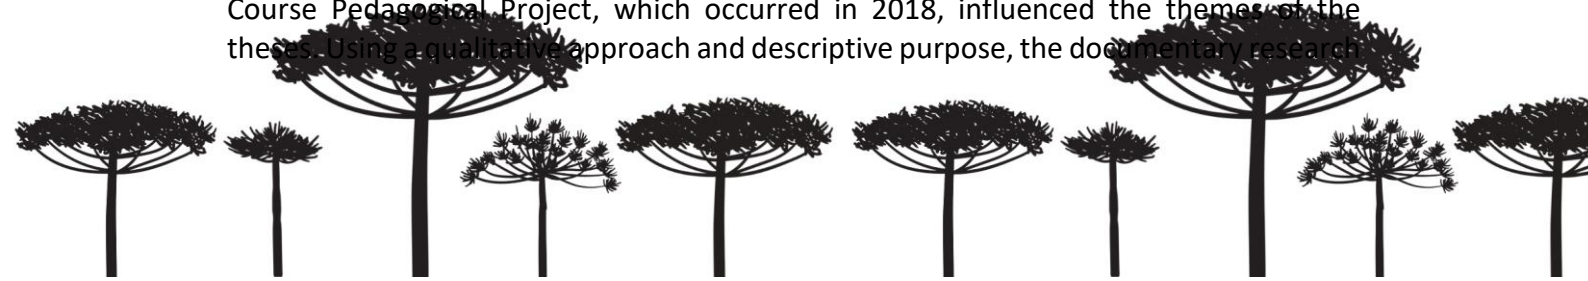 Course Pedagogical Project, which occurred in 2018, influenced the themes of the
theses. Using a qualitative approach and descriptive purpose, the documentary research